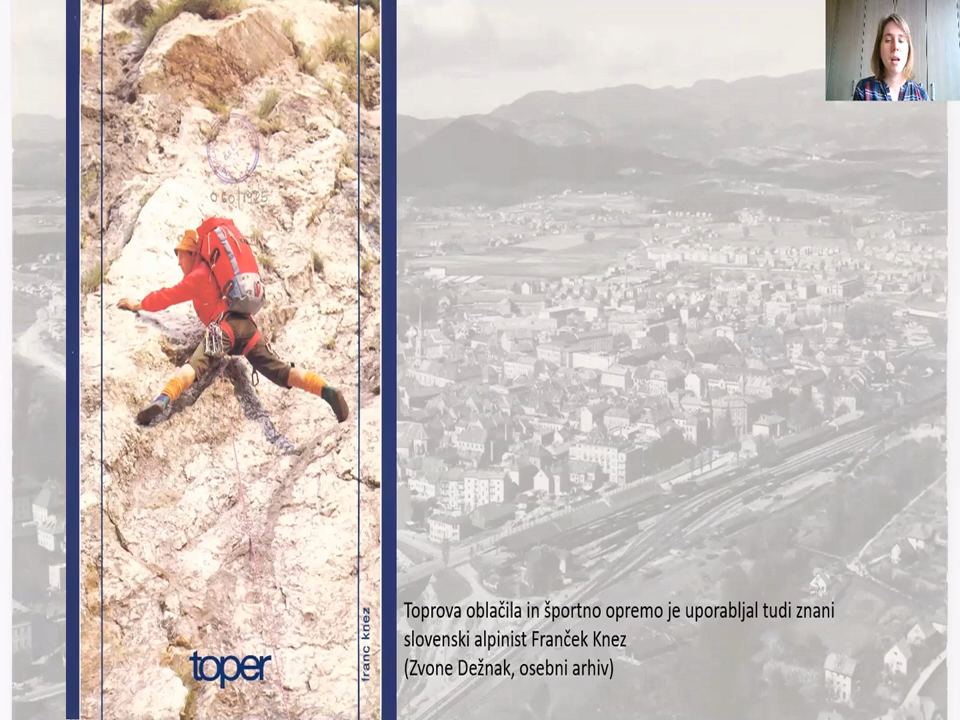 toper
franc knez
Toprova oblačila in športno opremo je uporabljal tudi znani
slovenski alpinist Franček Knez
(Zvone Dežnak, osebni arhiv)